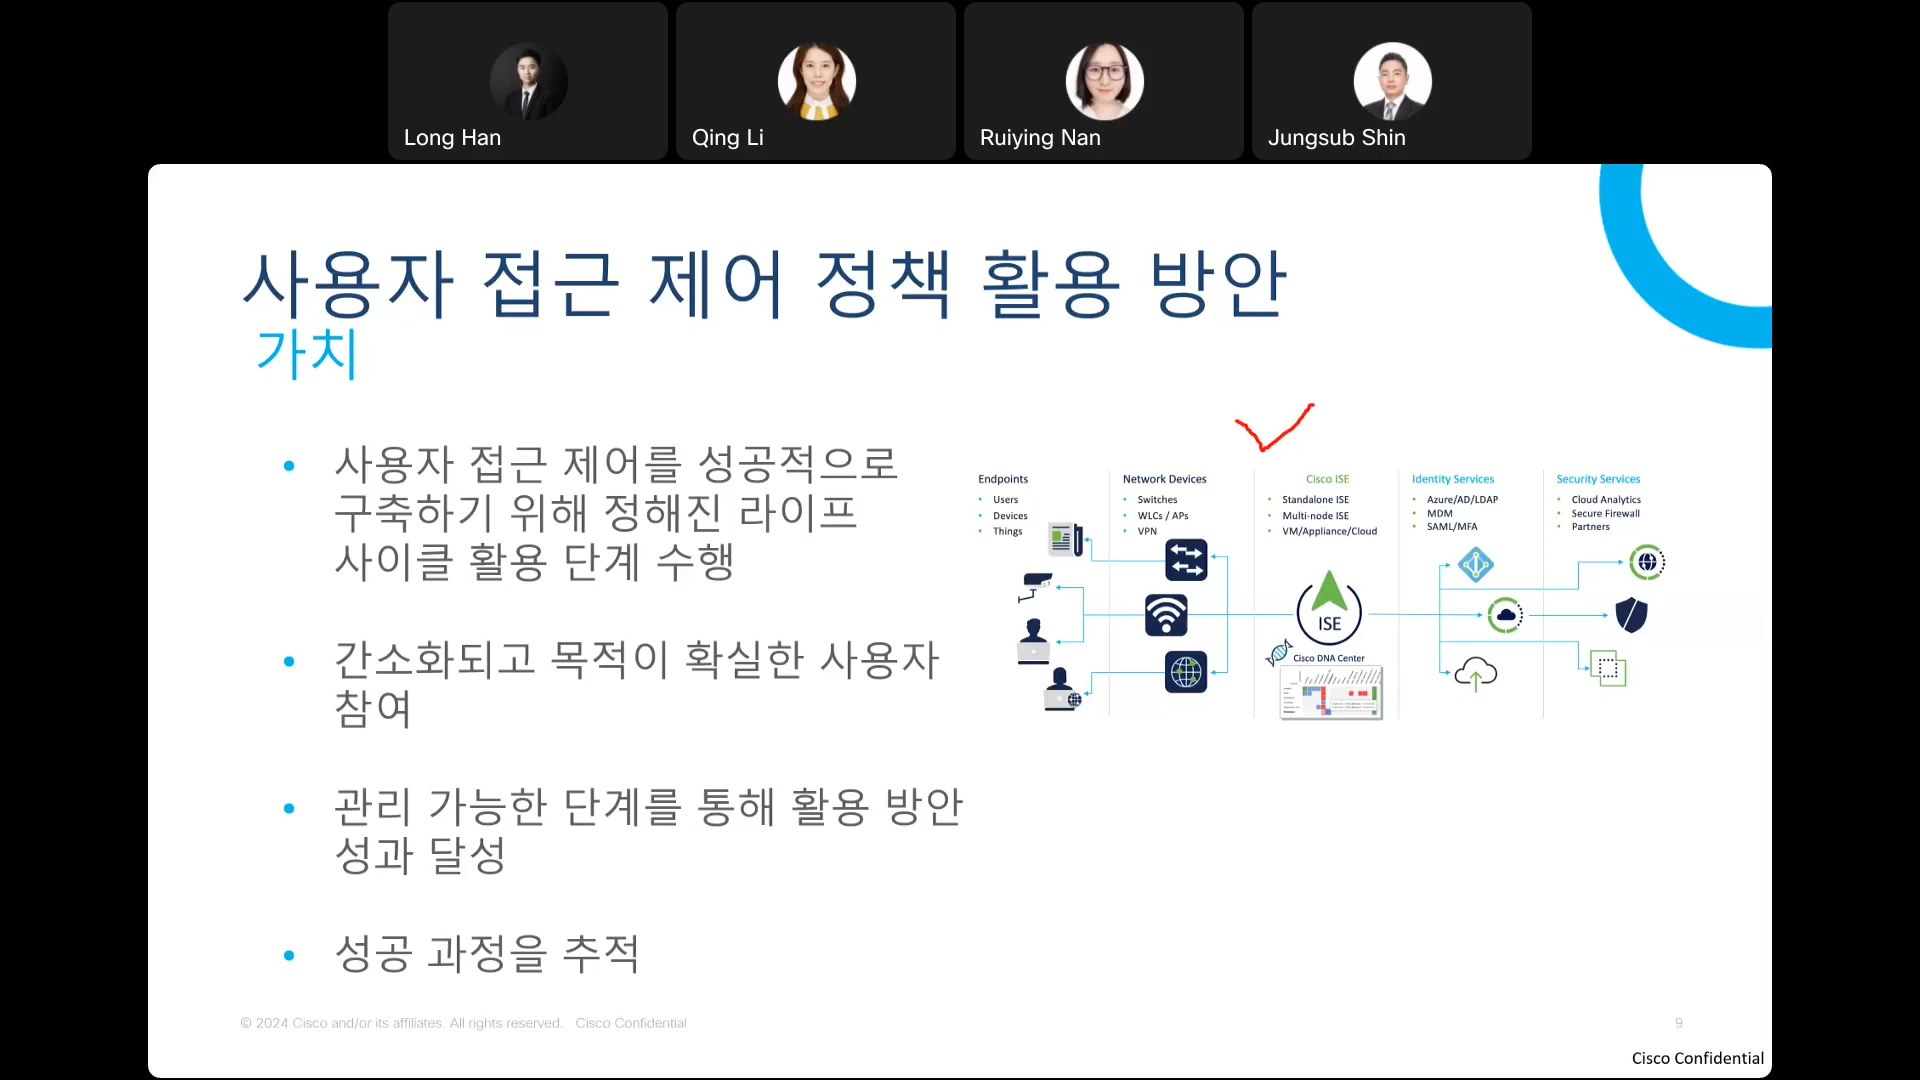 Long Han
Qing Li
Ruiying Nan
Jungsub Shin
사용자 접근 제어 정책 활용 방안
가치
• 사용자 접근 제어를 성공적으로
구축하기 위해 정해진 라이프
사이클 활용 단계 수행
• 간소화되고 목적이 확실한 사용자
참여
• 관리 가능한 단계를 통해 활용 방안
성과 달성
• 성공 과정을 추적
Endpoints
• Users
• Devices
• Things
Network Devices
• Switches
• WLCs / APs
• VPN
Cisco ISE
• Standalone ISE
• Multi-node ISE
• VM/Appliance/Cloud
ISE
Cisco DNA Center
Identity Services
• Azure/AD/LDAP
• MDM
• SAML/MFA
Security Services
• Cloud Analytics
• Secure Firewall
• Partners
© 2024 Cisco and/or its affiliates. All rights reserved. Cisco Confidential
9
Cisco Confidential